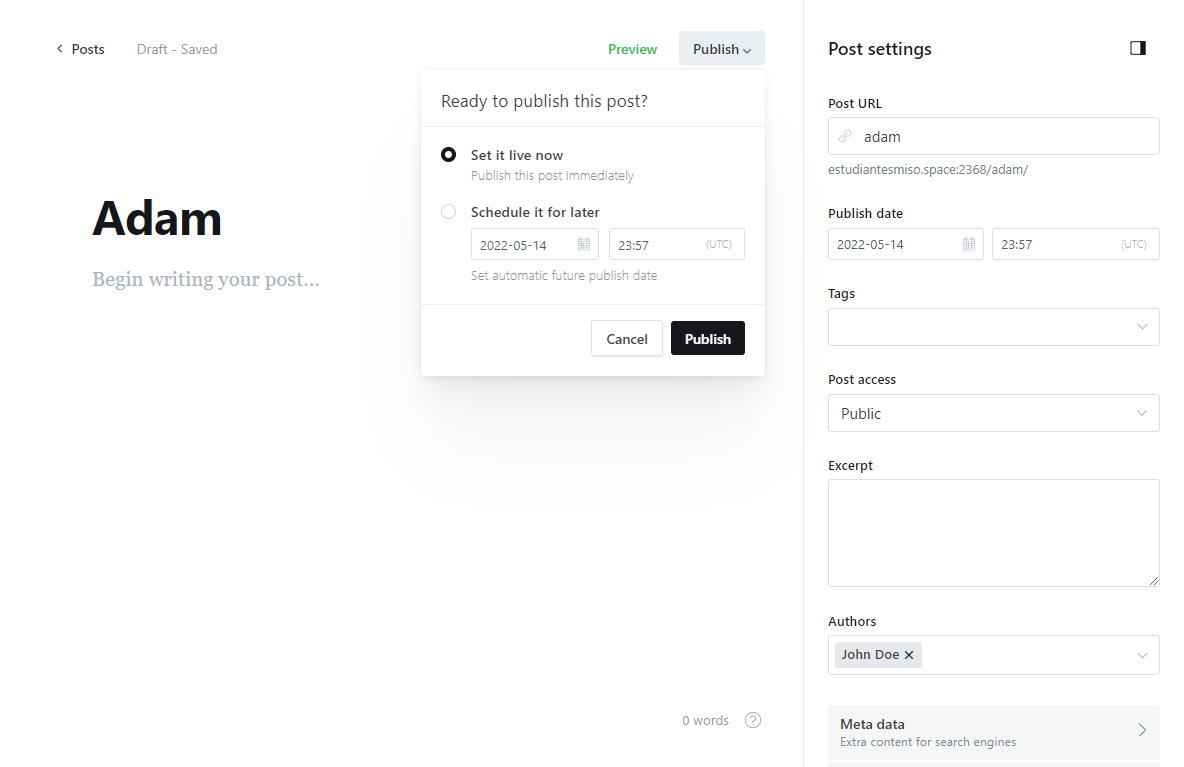 Posts Draft - Saved Preview Publish
Ready to publish this post?
Set it live now
Publish this post immediately
Schedule it for later
2022-05-14 23:57 (UTC)
Set automatic future publish date
Cancel Publish
Adam
Begin writing your post...
0 words ?
Post settings
Post URL
adam
estudiantesmiso.space:2368/adam/
Publish date
2022-05-14 23:57 (UTC)
Tags
Post access
Public
Excerpt
Authors
John Doe ×
Meta data
Extra content for search engines